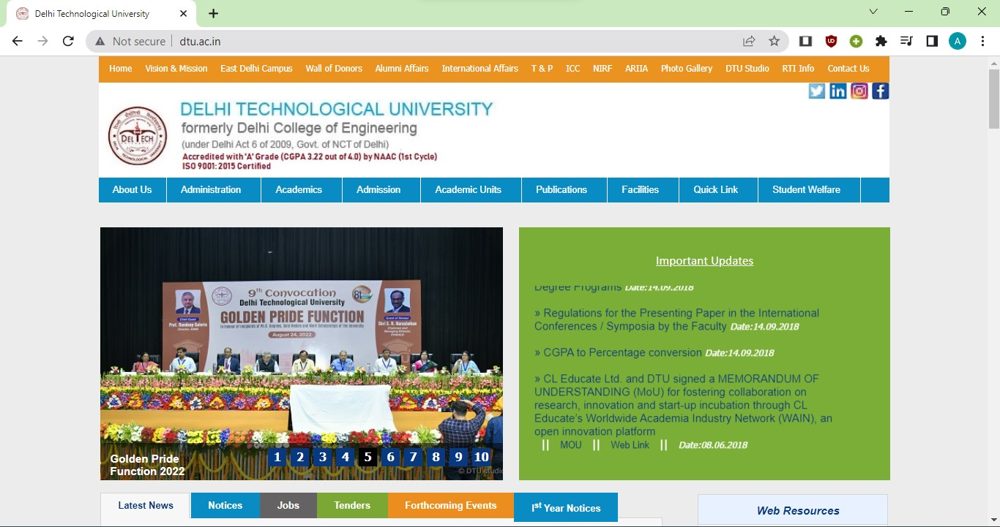 Delhi Technological University
Not secure
dtu.ac.in
A
Home Vision & Mission East Delhi Campus Wall of Donors Alumni Affairs International Affairs T & P ICC NIRF ARIIA Photo Gallery DTU Studio RTI Info Contact Us
DELTECH
DELHI TECHNOLOGICAL UNIVERSITY
formerly Delhi College of Engineering
(under Delhi Act 6 of 2009, Govt. of NCT of Delhi)
Accredited with 'A' Grade (CGPA 3.22 out of 4.0) by NAAC (1st Cycle)
ISO 9001: 2015 Certified
About Us Administration Academics Admission Academic Units Publications Facilities Quick Link Student Welfare
9th Convocation
Delhi Technological University
GOLDEN PRIDE FUNCTION
August 24, 2022
Chief Guest
Prof. Randeep Guleria
Guest of Honour
Golden Pride
Function 2022
1 2 3 4 5 6 7 8 9 10
© DTU studio
Important Updates
Degree Programs Date:14.09.2018
» Regulations for the Presenting Paper in the International
Conferences / Symposia by the Faculty Date:14.09.2018
» CGPA to Percentage conversion Date:14.09.2018
» CL Educate Ltd. and DTU signed a MEMORANDUM OF
UNDERSTANDING (MoU) for fostering collaboration on
research, innovation and start-up incubation through CL
Educate's Worldwide Academia Industry Network (WAIN), an
open innovation platform
|| MOU || Web Link || Date:08.06.2018
Latest News Notices Jobs Tenders Forthcoming Events Ist Year Notices
Web Resources